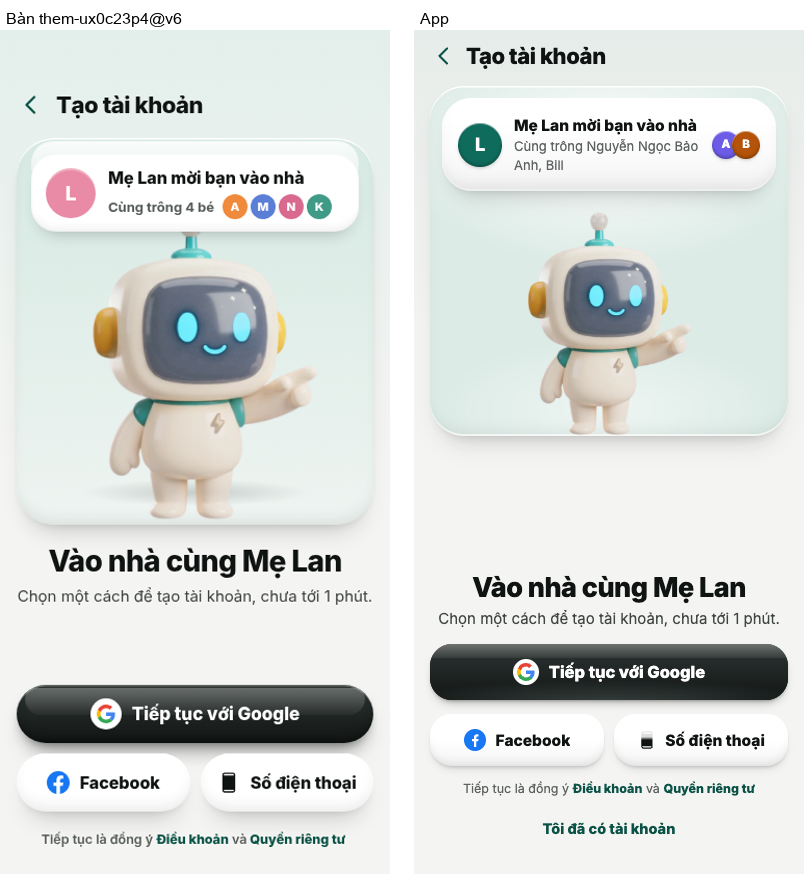 Bản them-ux0c23p4@v6
Tạo tài khoản
L
Mẹ Lan mời bạn vào nhà
Cùng trông 4 bé
A
M
N
K
Vào nhà cùng Mẹ Lan
Chọn một cách để tạo tài khoản, chưa tới 1 phút.
Tiếp tục với Google
Facebook
Số điện thoại
Tiếp tục là đồng ý Điều khoản và Quyền riêng tư
App
Tạo tài khoản
L
Mẹ Lan mời bạn vào nhà
Cùng trông Nguyễn Ngọc Bảo
Anh, Bill
A
B
Vào nhà cùng Mẹ Lan
Chọn một cách để tạo tài khoản, chưa tới 1 phút.
Tiếp tục với Google
Facebook
Số điện thoại
Tiếp tục là đồng ý Điều khoản và Quyền riêng tư
Tôi đã có tài khoản